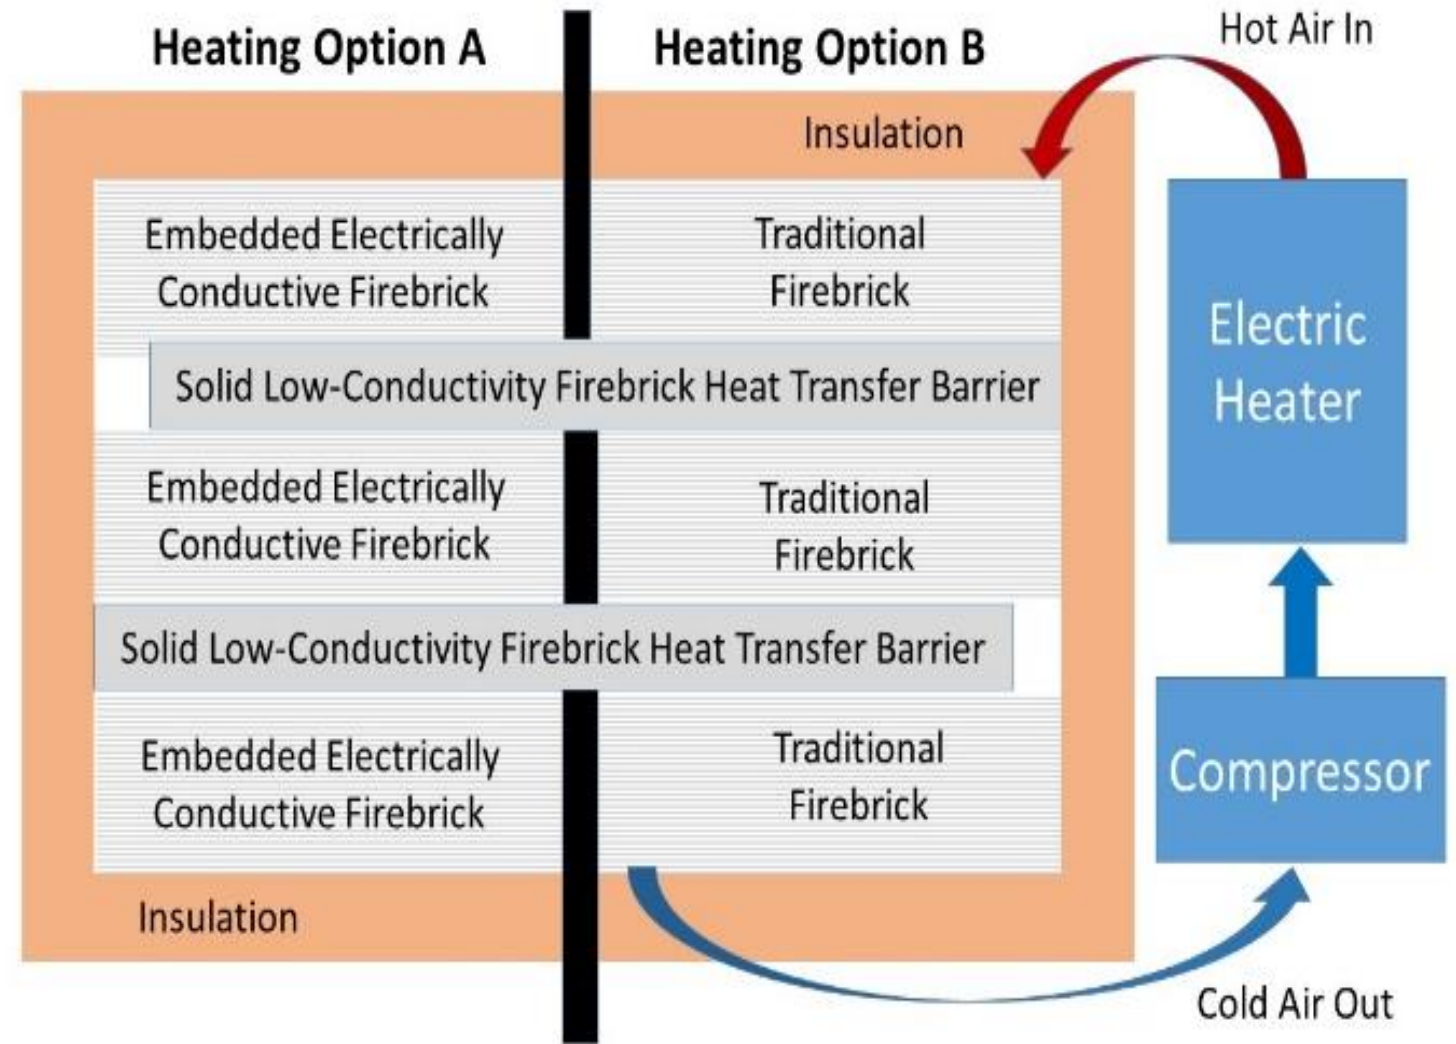 Heating Option A
Heating Option B
Hot Air In
Insulation
Embedded Electrically
Conductive Firebrick
Traditional
Firebrick
Electric
Heater
Solid Low-Conductivity Firebrick Heat Transfer Barrier
Embedded Electrically
Conductive Firebrick
Traditional
Firebrick
Solid Low-Conductivity Firebrick Heat Transfer Barrier
Embedded Electrically
Conductive Firebrick
Traditional
Firebrick
Compressor
Insulation
Cold Air Out